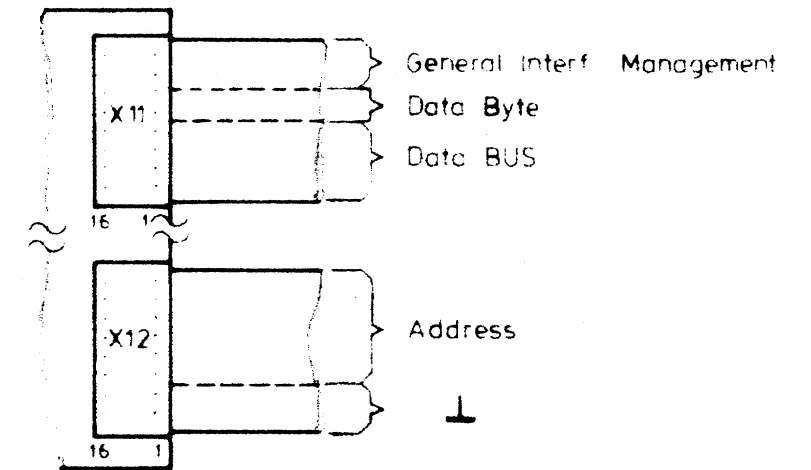 General Interf Management
X11
Data Byte
Data BUS
16 1
X12
Address
16 1